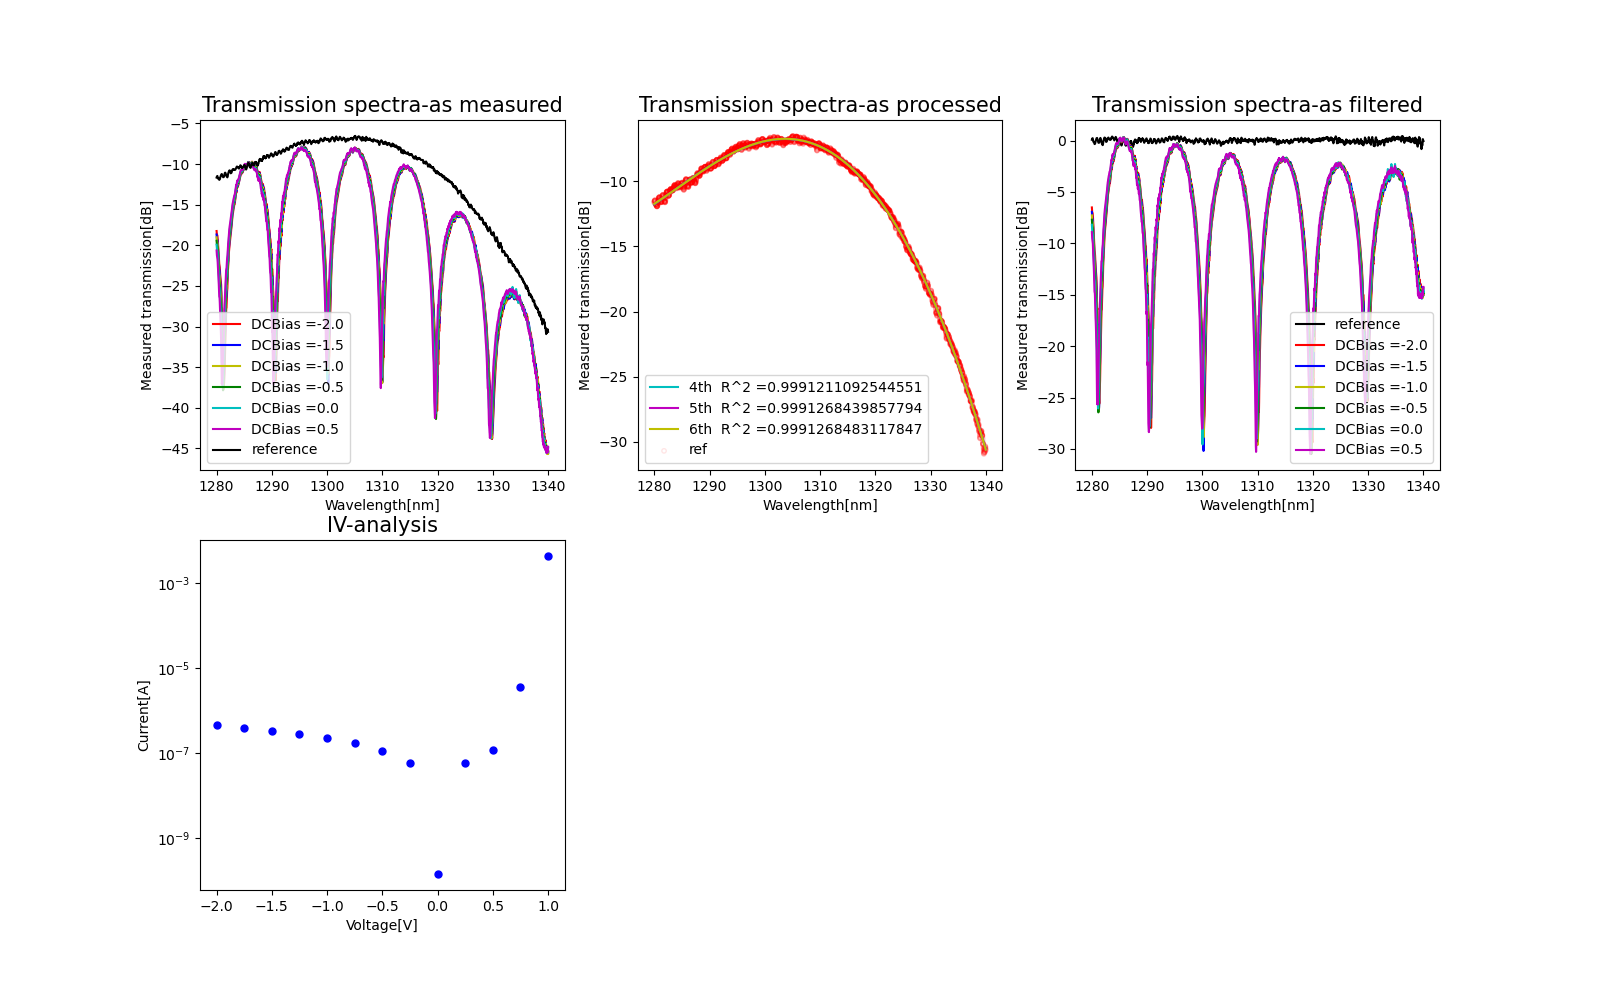 Transmission spectra-as measured
Measured transmission[dB]
−5
−10
−15
−20
−25
−30
−35
−40
−45
DCBias =-2.0
DCBias =-1.5
DCBias =-1.0
DCBias =-0.5
DCBias =0.0
DCBias =0.5
reference
1280 1290 1300 1310 1320 1330 1340
Wavelength[nm]
Transmission spectra-as processed
Measured transmission[dB]
−10
−15
−20
−25
−30
4th R^2 =0.9991211092544551
5th R^2 =0.9991268439857794
6th R^2 =0.9991268483117847
ref
1280 1290 1300 1310 1320 1330 1340
Wavelength[nm]
Transmission spectra-as filtered
Measured transmission[dB]
0
−5
−10
−15
−20
−25
−30
reference
DCBias =-2.0
DCBias =-1.5
DCBias =-1.0
DCBias =-0.5
DCBias =0.0
DCBias =0.5
1280 1290 1300 1310 1320 1330 1340
Wavelength[nm]
IV-analysis
Current[A]
10⁻³
10⁻⁵
10⁻⁷
10⁻⁹
−2.0 −1.5 −1.0 −0.5 0.0 0.5 1.0
Voltage[V]